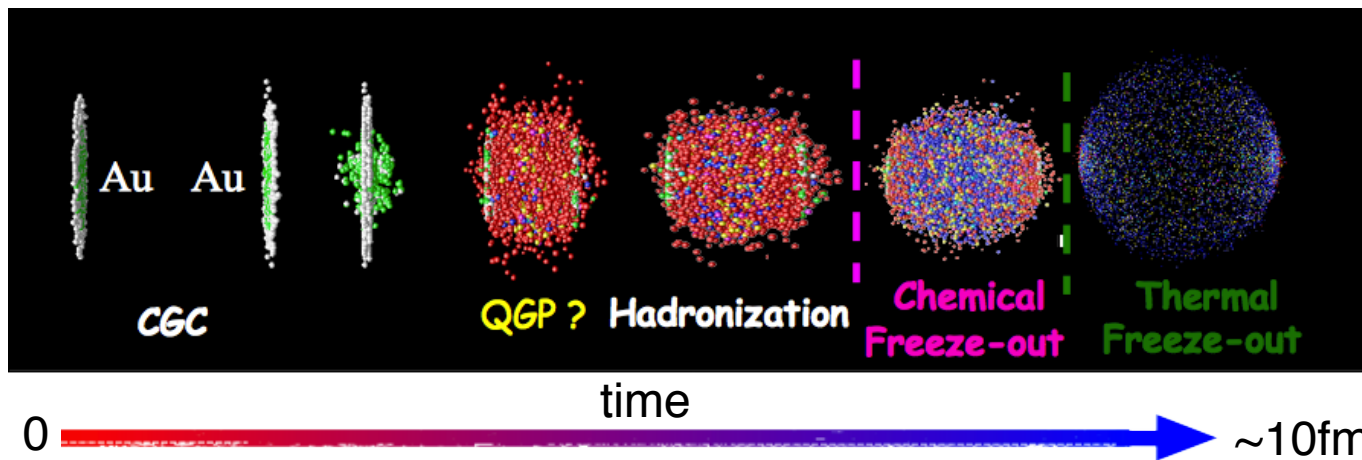 Au Au
CGC
QGP ?
Hadronization
Chemical
Freeze-out
Thermal
Freeze-out
time
0
~10fm